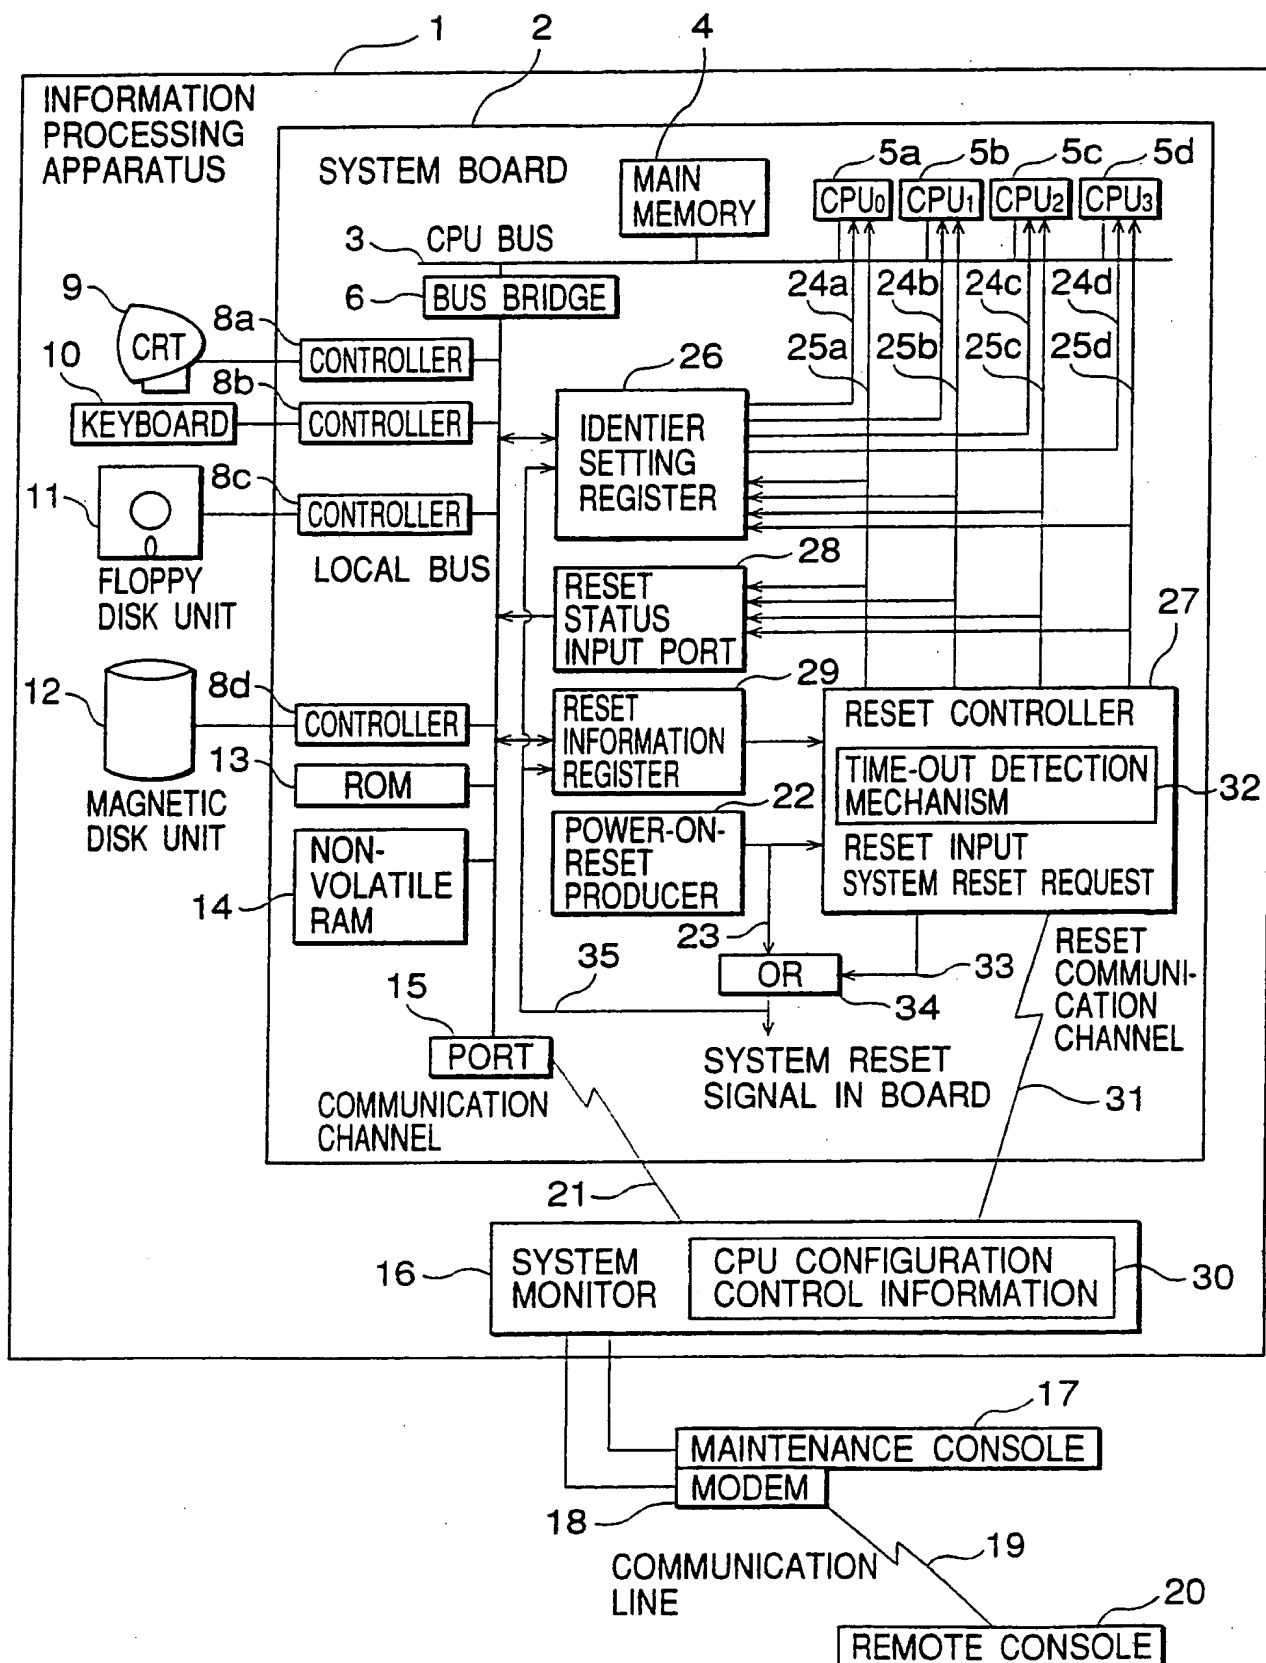 1
2
4
INFORMATION
PROCESSING
APPARATUS
SYSTEM BOARD
MAIN
MEMORY
5a
5b
5c
5d
CPU0
CPU1
CPU2
CPU3
3
CPU BUS
6
BUS BRIDGE
9
CRT
8a
CONTROLLER
10
KEYBOARD
8b
CONTROLLER
24a
24b
24c
24d
25a
25b
25c
25d
26
IDENTIER
SETTING
REGISTER
11
FLOPPY
DISK UNIT
8c
CONTROLLER
LOCAL BUS
28
RESET
STATUS
INPUT PORT
27
12
MAGNETIC
DISK UNIT
8d
CONTROLLER
29
RESET
INFORMATION
REGISTER
RESET CONTROLLER
TIME-OUT DETECTION
MECHANISM
32
RESET INPUT
SYSTEM RESET REQUEST
13
ROM
22
POWER-ON-
RESET
PRODUCER
14
NON-
VOLATILE
RAM
23
35
OR
33
34
RESET
COMMUNI-
CATION
CHANNEL
15
PORT
SYSTEM RESET
SIGNAL IN BOARD
31
COMMUNICATION
CHANNEL
21
16
SYSTEM
MONITOR
CPU CONFIGURATION
CONTROL INFORMATION
30
17
MAINTENANCE CONSOLE
MODEM
18
19
COMMUNICATION
LINE
20
REMOTE CONSOLE